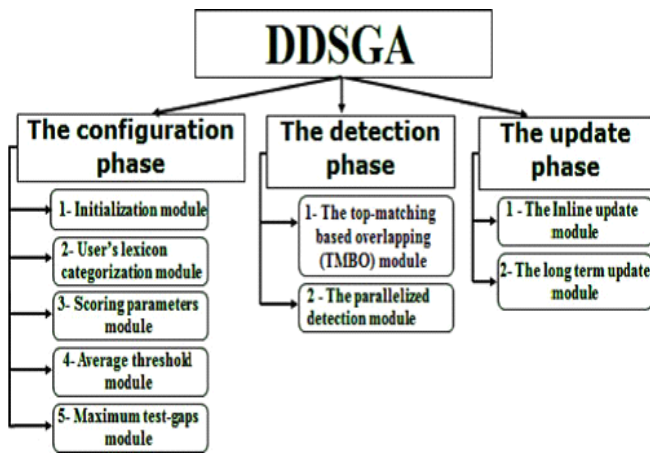 DDSGA
The configuration
phase
1- Initialization module
2- User's lexicon
categorization module
3- Scoring parameters
module
4- Average threshold
module
5- Maximum test-gaps
module
The detection
phase
1- The top-matching
based overlapping
(TMBO) module
2 - The parallelized
detection module
The update
phase
1 - The Inline update
module
2- The long term update
module